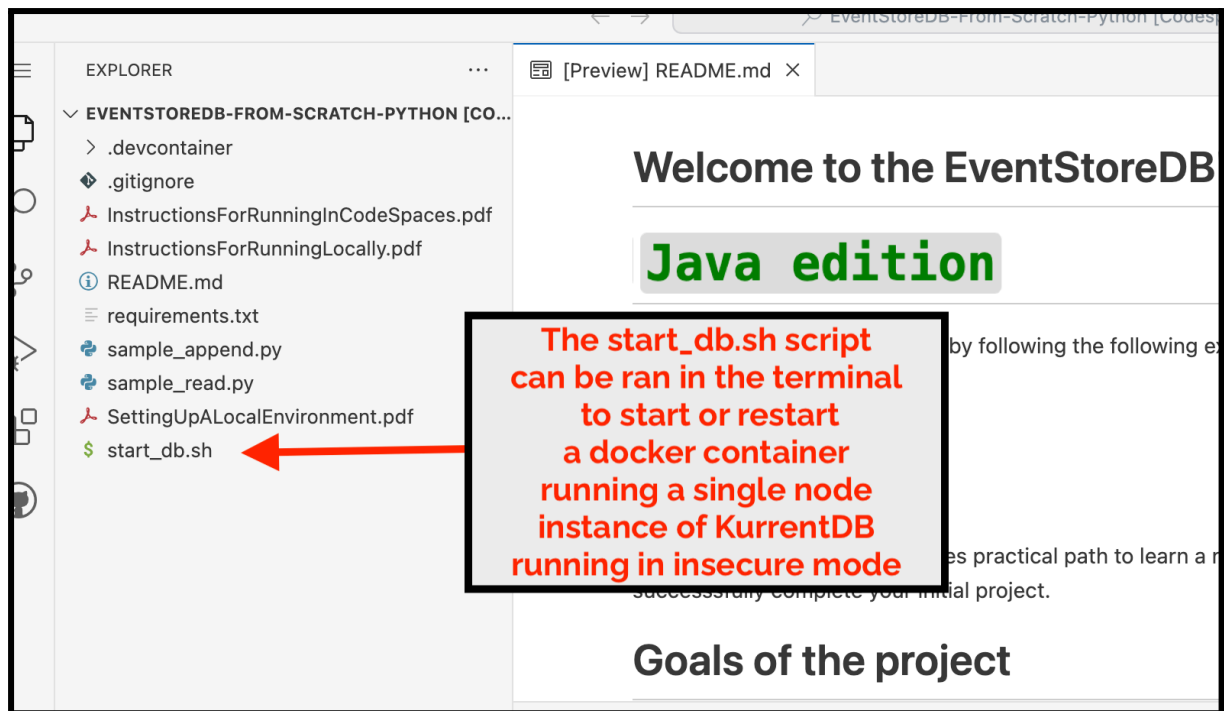 EventStoreDB-From-Scratch-Python [Codesp
EXPLORER
···
[Preview] README.md
EVENTSTOREDB-FROM-SCRATCH-PYTHON [CO...
.devcontainer
.gitignore
InstructionsForRunningInCodeSpaces.pdf
InstructionsForRunningLocally.pdf
README.md
requirements.txt
sample_append.py
sample_read.py
SettingUpALocalEnvironment.pdf
$ start_db.sh
Welcome to the EventStoreDB
Java edition
by following the following ex
The start_db.sh script
can be ran in the terminal
to start or restart
a docker container
running a single node
instance of KurrentDB
running in insecure mode
es practical path to learn a
successsfully complete your initial project.
Goals of the project